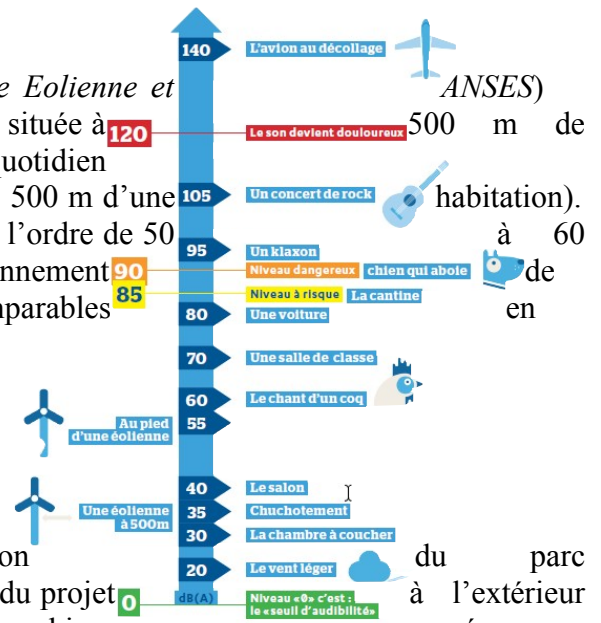 140 L'avion au décollage
e Eolienne et ANSES)
située à 120 Le son devient douloureux 500 m de
uotidien
500 m d'une 105 Un concert de rock habitation).
l'ordre de 50 à 60
95 Un klaxon
nnement 90 Niveau dangereux chien qui aboie de
85 Niveau à risque La cantine
nparables 80 Une voiture en
70 Une salle de classe
60 Le chant d'un coq
Au pied
d'une éolienne 55
40 Le salon
Une éolienne
à 500m 35 Chuchotement
30 La chambre à coucher
on du parc
20 Le vent léger
du projet 0 dB(A) Niveau «0» c'est : à l'extérieur
le «seuil d'audibilité»